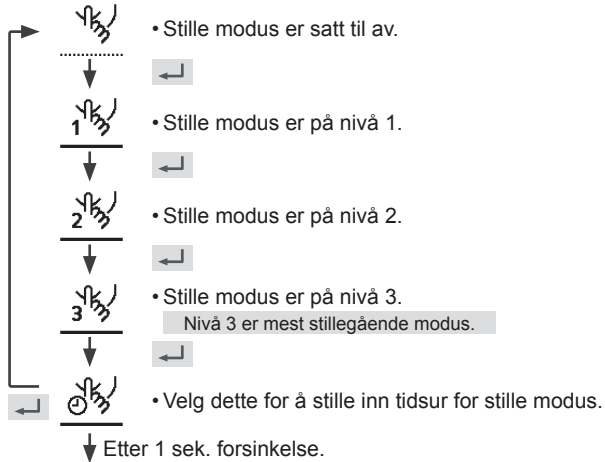 • Stille modus er satt til av.
1
• Stille modus er på nivå 1.
2
• Stille modus er på nivå 2.
3
• Stille modus er på nivå 3.
Nivå 3 er mest stillegående modus.
• Velg dette for å stille inn tidsur for stille modus.
Etter 1 sek. forsinkelse.